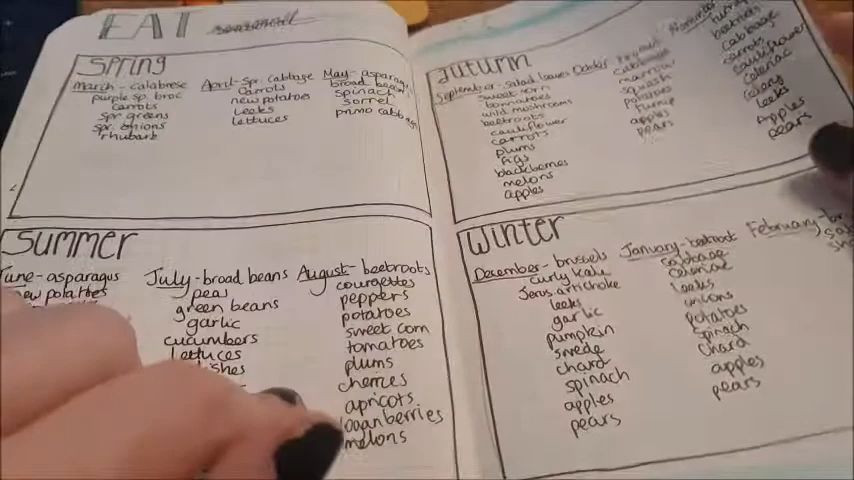 EAT seasonal
Spring
March - calabrese
purple sp. broc
carrots
spr greens
spr. onions
rhubarb
April - spr. cabbage
carrots
new potatoes
leeks
lettuces
May - asparagus
broad beans
spinach
sorrel
primo cabbage
Summer
June - asparagus
new potatoes
July - broad beans
peas
green beans
garlic
cucumbers
lettuces
August - beetroots
courgettes
peppers
potatoes
sweet corn
tomatoes
plums
cherries
apricots
loganberries
melons
Autumn
September - salad leaves
sweet corn
tomatoes
wild mushrooms
beetroots
cauliflower
carrots
plums
figs
blackberries
melons
apples
October
cabbage
marrow
squash
potatoes
turnip
apples
pears
November
beetroots
cabbage
carrots
cauliflower
celeriac
celery
leeks
apples
pears
Winter
December - brussels
curly kale
Jerus. artichoke
leeks
garlic
pumpkin
swede
chard
spinach
apples
pears
January - beetroot
cabbage
celeriac
leeks
onions
potatoes
spinach
chard
apples
pears
February